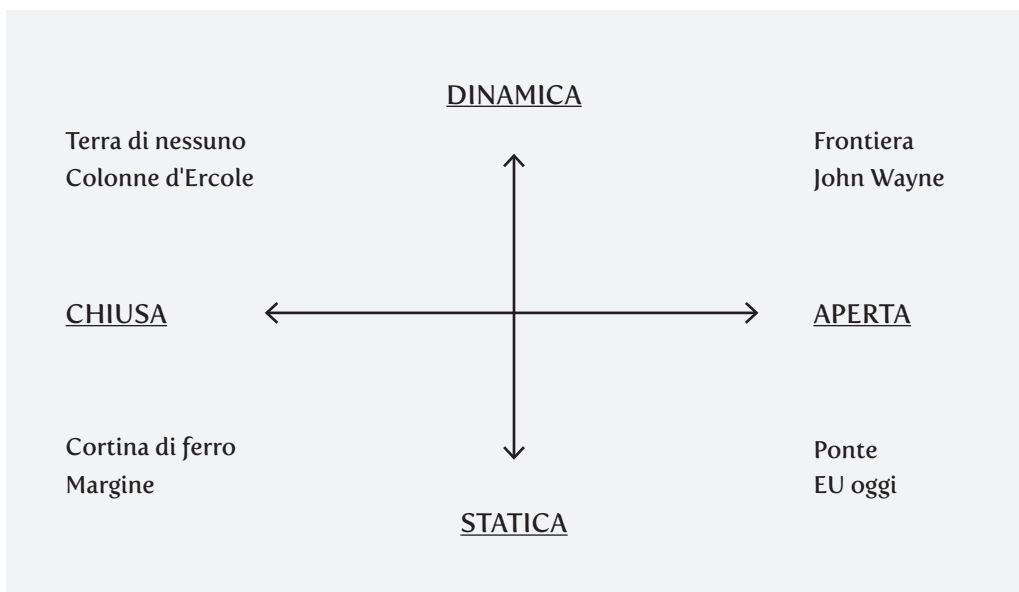 DINAMICA
Terra di nessuno
Colonne d'Ercole
Frontiera
John Wayne
CHIUSA
APERTA
Cortina di ferro
Margine
Ponte
EU oggi
STATICA